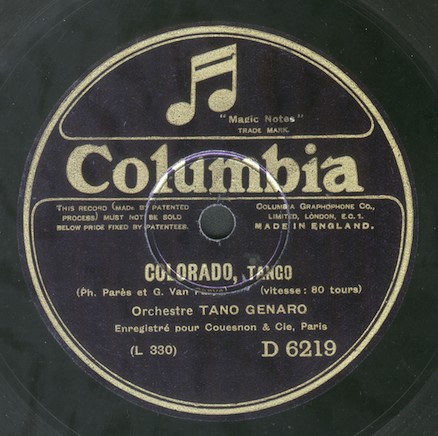 "Magic Notes"
TRADE MARK.
Columbia
THIS RECORD (MADE BY PATENTED
PROCESS) MUST NOT BE SOLD
BELOW PRICE FIXED BY PATENTEES.
COLUMBIA GRAPHOPHONE CO.,
LIMITED, LONDON, E.C.1.
MADE IN ENGLAND.
COLORADO, TANGO
(Ph. Parès et G. Van (vitesse: 80 tours)
Orchestre TANO GENARO
Enregistré pour Couesnon & Cie, Paris
(L 330) D 6219